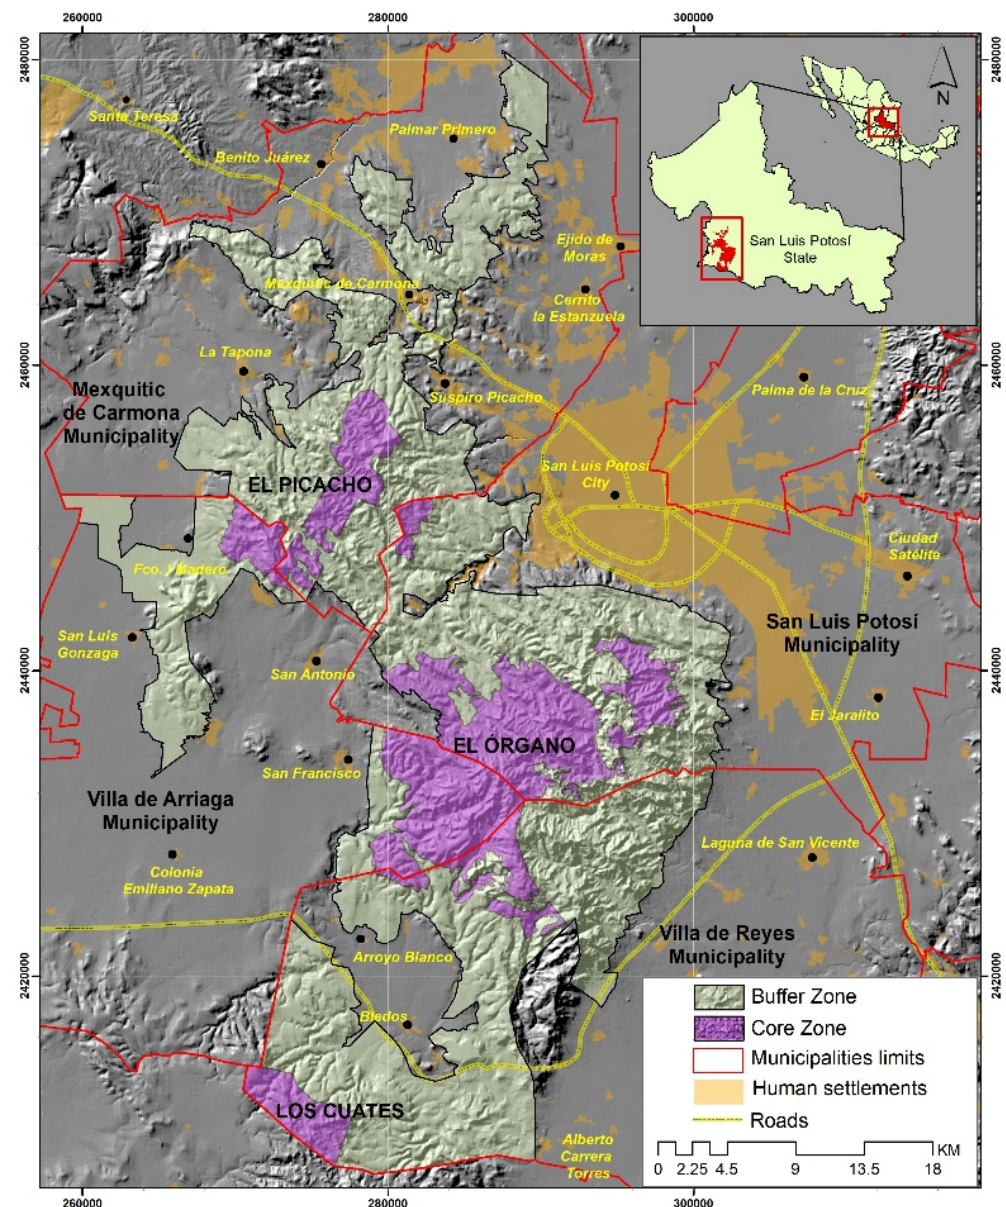 260000
280000
300000
2480000
2480000
N
Santa Teresa
Palmar Primero
Benito Juárez
Ejido de
Moras
San Luis Potosí
State
Mexquitic de Carmona
Cerrito
la Estanzuela
2460000
2460000
La Tapona
Suspiro Picacho
Palma de la Cruz
Mexquitic
de Carmona
Municipality
San Luis Potosí
City
EL PICACHO
Ciudad
Satélite
Fco. I Madero
San Luis Potosí
Municipality
San Luis
Gonzaga
San Antonio
2440000
2440000
El Jaralito
EL ÓRGANO
San Francisco
Villa de Arriaga
Municipality
Laguna de San Vicente
Colonia
Emiliano Zapata
Villa de Reyes
Municipality
Arroyo Blanco
2420000
2420000
Bledos
Buffer Zone
Core Zone
Municipalities limits
Human settlements
Roads
LOS CUATES
Alberto
Carrera
Torres
KM
0 2.25 4.5 9 13.5 18
260000
280000
300000